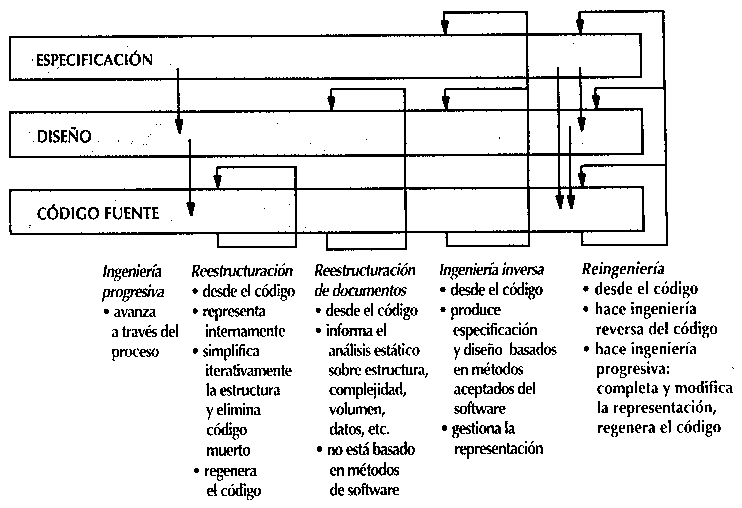 ESPECIFICACIÓN
DISEÑO
CÓDIGO FUENTE
Ingeniería
progresiva
• avanza
a través del
proceso
Reestructuración
• desde el código
• representa
internamente
• simplifica
iterativamente
la estructura
y elimina
código
muerto
• regenera
el código
Reestructuración
de documentos
• desde el código
• informa el
análisis estático
sobre estructura,
complejidad,
volumen,
datos, etc.
• no está basado
en métodos
de software
Ingeniería inversa
• desde el código
• produce
especificación
y diseño basados
en métodos
aceptados del
software
• gestiona la
representación
Reingeniería
• desde el código
• hace ingeniería
reversa del código
• hace ingeniería
progresiva:
completa y modifica
la representación,
regenera el código